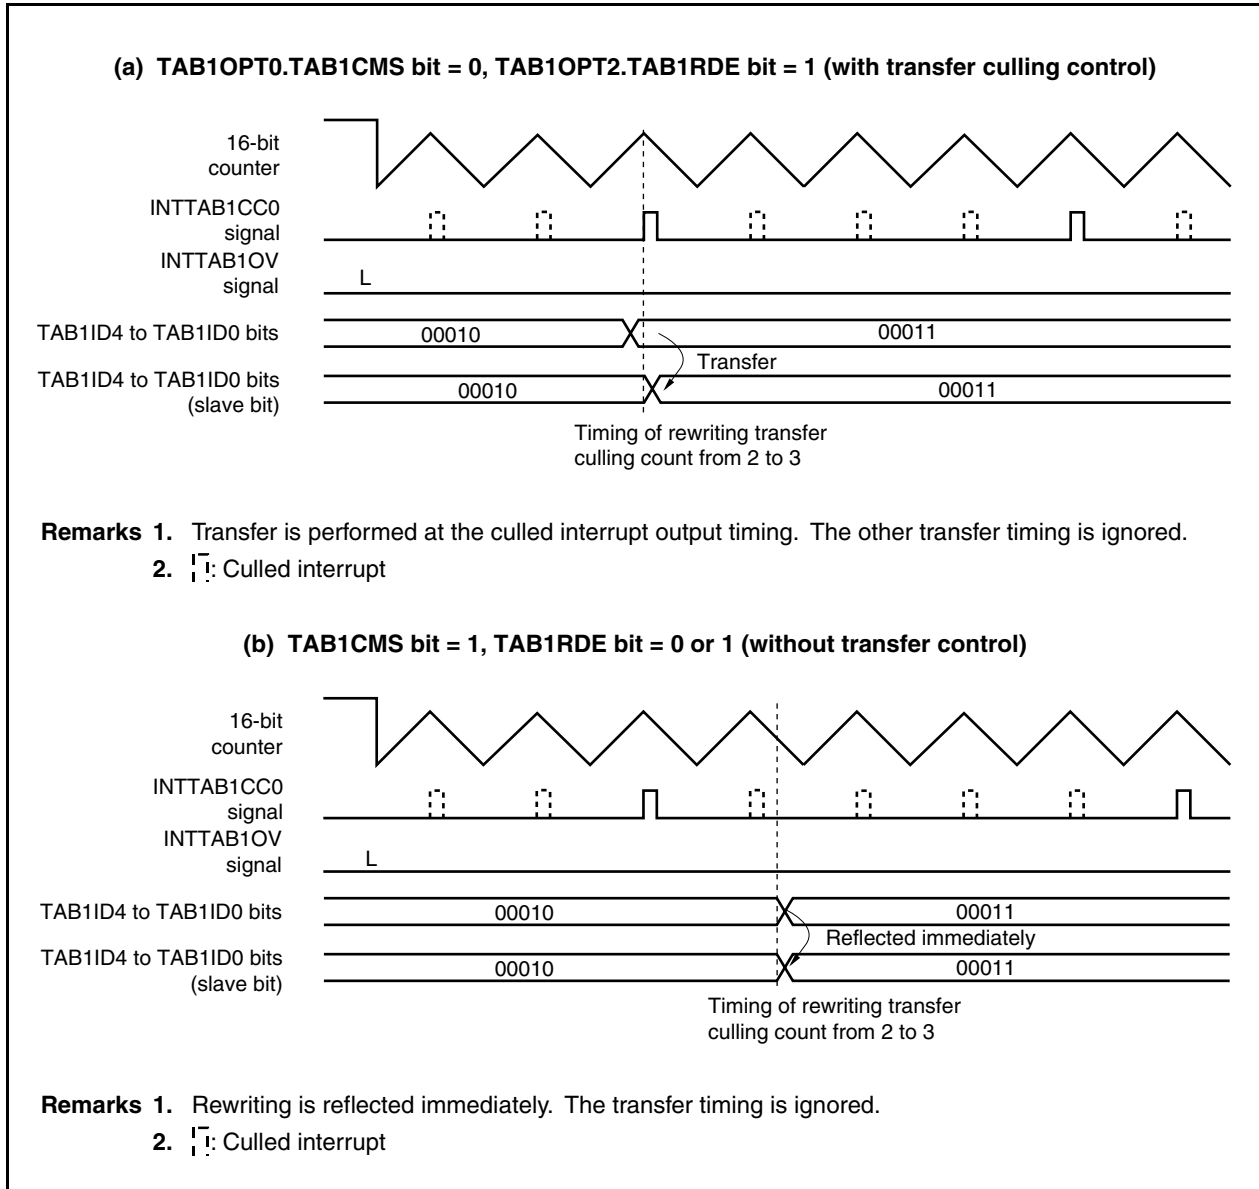 (a) TAB1OPT0.TAB1CMS bit = 0, TAB1OPT2.TAB1RDE bit = 1 (with transfer culling control)
16-bit
counter
INTTAB1CC0
signal
INTTAB1OV
signal
L
TAB1ID4 to TAB1ID0 bits
00010
00011
Transfer
TAB1ID4 to TAB1ID0 bits
(slave bit)
00010
00011
Timing of rewriting transfer
culling count from 2 to 3
Remarks 1. Transfer is performed at the culled interrupt output timing. The other transfer timing is ignored.
2. : Culled interrupt
(b) TAB1CMS bit = 1, TAB1RDE bit = 0 or 1 (without transfer control)
16-bit
counter
INTTAB1CC0
signal
INTTAB1OV
signal
L
TAB1ID4 to TAB1ID0 bits
00010
00011
Reflected immediately
TAB1ID4 to TAB1ID0 bits
(slave bit)
00010
00011
Timing of rewriting transfer
culling count from 2 to 3
Remarks 1. Rewriting is reflected immediately. The transfer timing is ignored.
2. : Culled interrupt